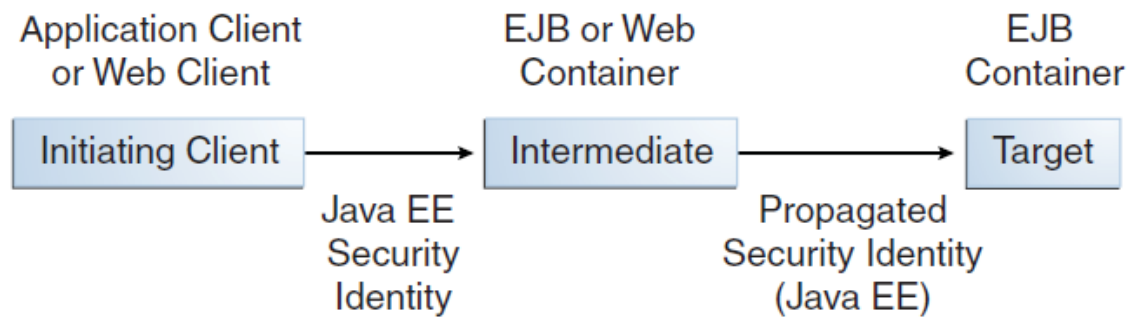 Application Client
or Web Client
EJB or Web
Container
EJB
Container
Initiating Client
Intermediate
Target
Java EE
Security
Identity
Propagated
Security Identity
(Java EE)